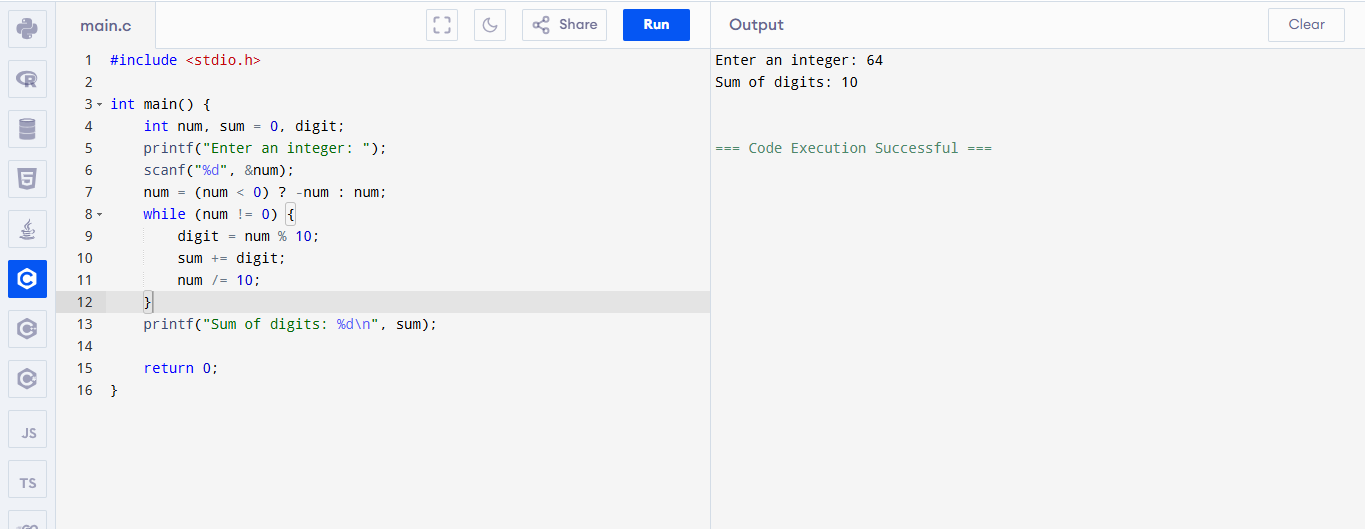 main.c
Share
Run
Output
Clear
1 #include <stdio.h>
2
3 int main() {
4 int num, sum = 0, digit;
5 printf("Enter an integer: ");
6 scanf("%d", &num);
7 num = (num < 0) ? -num : num;
8 while (num != 0) {
9 digit = num % 10;
10 sum += digit;
11 num /= 10;
12 }
13 printf("Sum of digits: %d\n", sum);
14
15 return 0;
16 }
Enter an integer: 64
Sum of digits: 10
=== Code Execution Successful ===
R
5
C
C
C
JS
TS